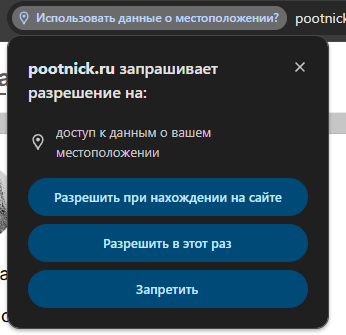 Использовать данные о местоположении?
pootnick.ru
pootnick.ru запрашивает
разрешение на:
доступ к данным о вашем
местоположении
Разрешить при нахождении на сайте
Разрешить в этот раз
Запретить